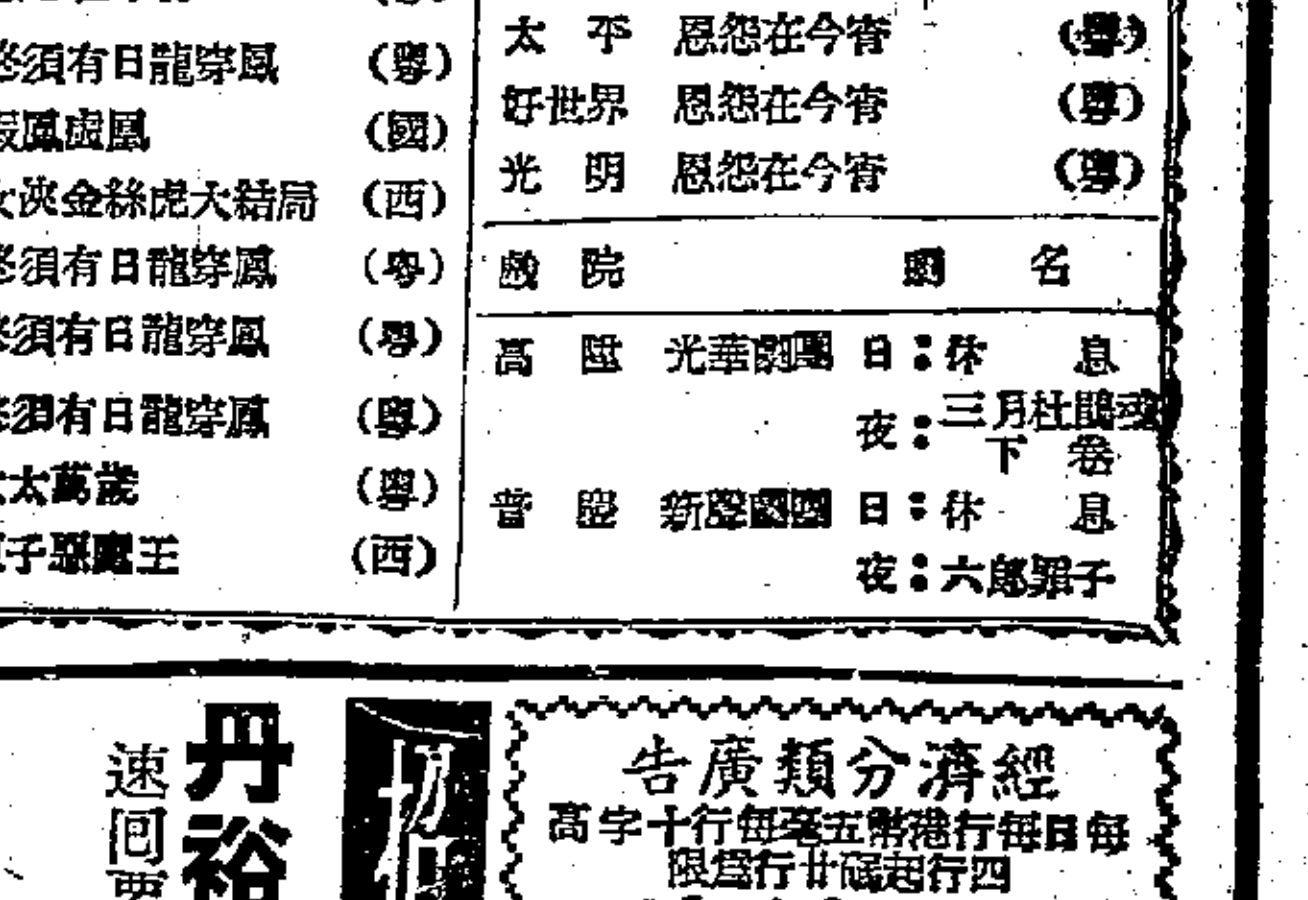 須有日龍穿鳳 (粵)
鳳虛凰 (國)
女俠金絲虎大結局 (西)
須有日龍穿鳳 (粵)
須有日龍穿鳳 (粵)
須有日龍穿鳳 (粵)
太萬歲 (粵)
子惡魔王 (西)
太平 恩怨在今宵 (粵)
好世界 恩怨在今宵 (粵)
光明 恩怨在今宵 (粵)
戲院 劇名
高陞 光華劇團 日：休息
夜：三月杜鵑魂
下卷
普慶 新聲劇團 日：休息
夜：六郎罪子
丹裕
速回
告廣類分濟經
高字十行每毫五幣港行每日每
限為行廿底起行四